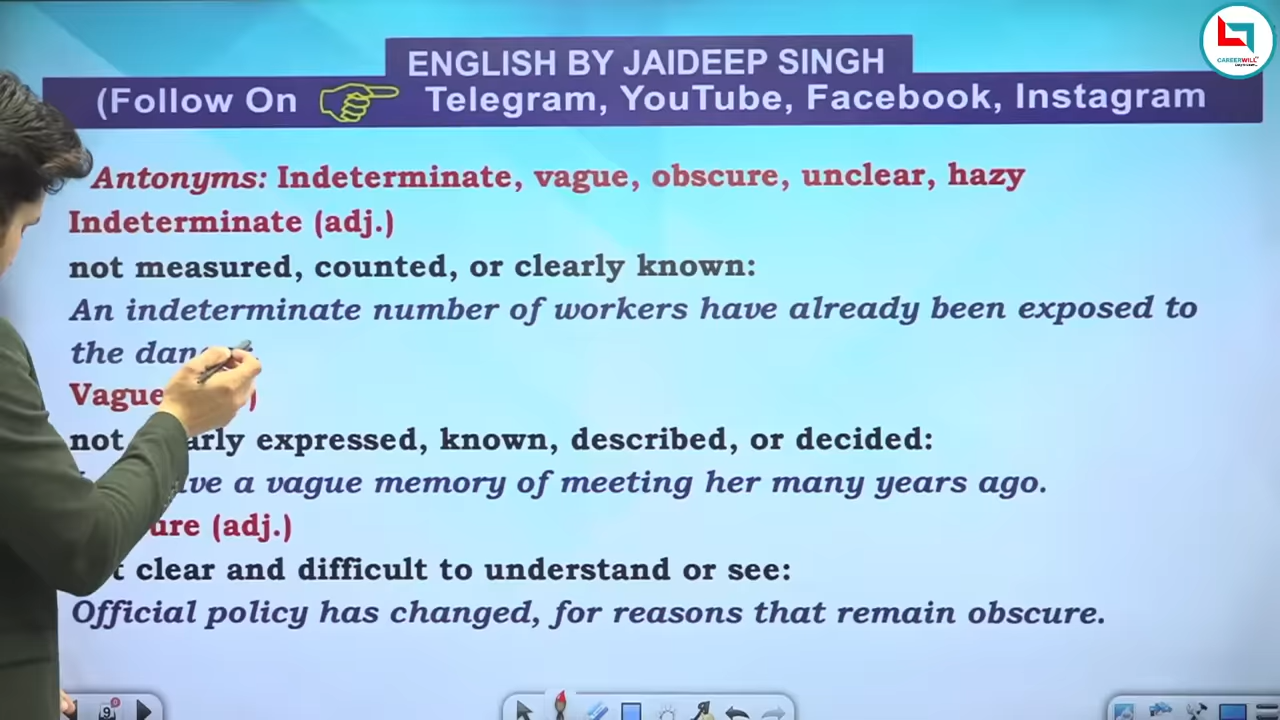 CAREERWILL
ENGLISH BY JAIDEEP SINGH
(Follow On Telegram, YouTube, Facebook, Instagram
Antonyms: Indeterminate, vague, obscure, unclear, hazy
Indeterminate (adj.)
not measured, counted, or clearly known:
An indeterminate number of workers have already been exposed to
the
Vague
not expressed, known, described, or decided:
a vague memory of meeting her many years ago.
(adj.)
clear and difficult to understand or see:
Official policy has changed, for reasons that remain obscure.
9